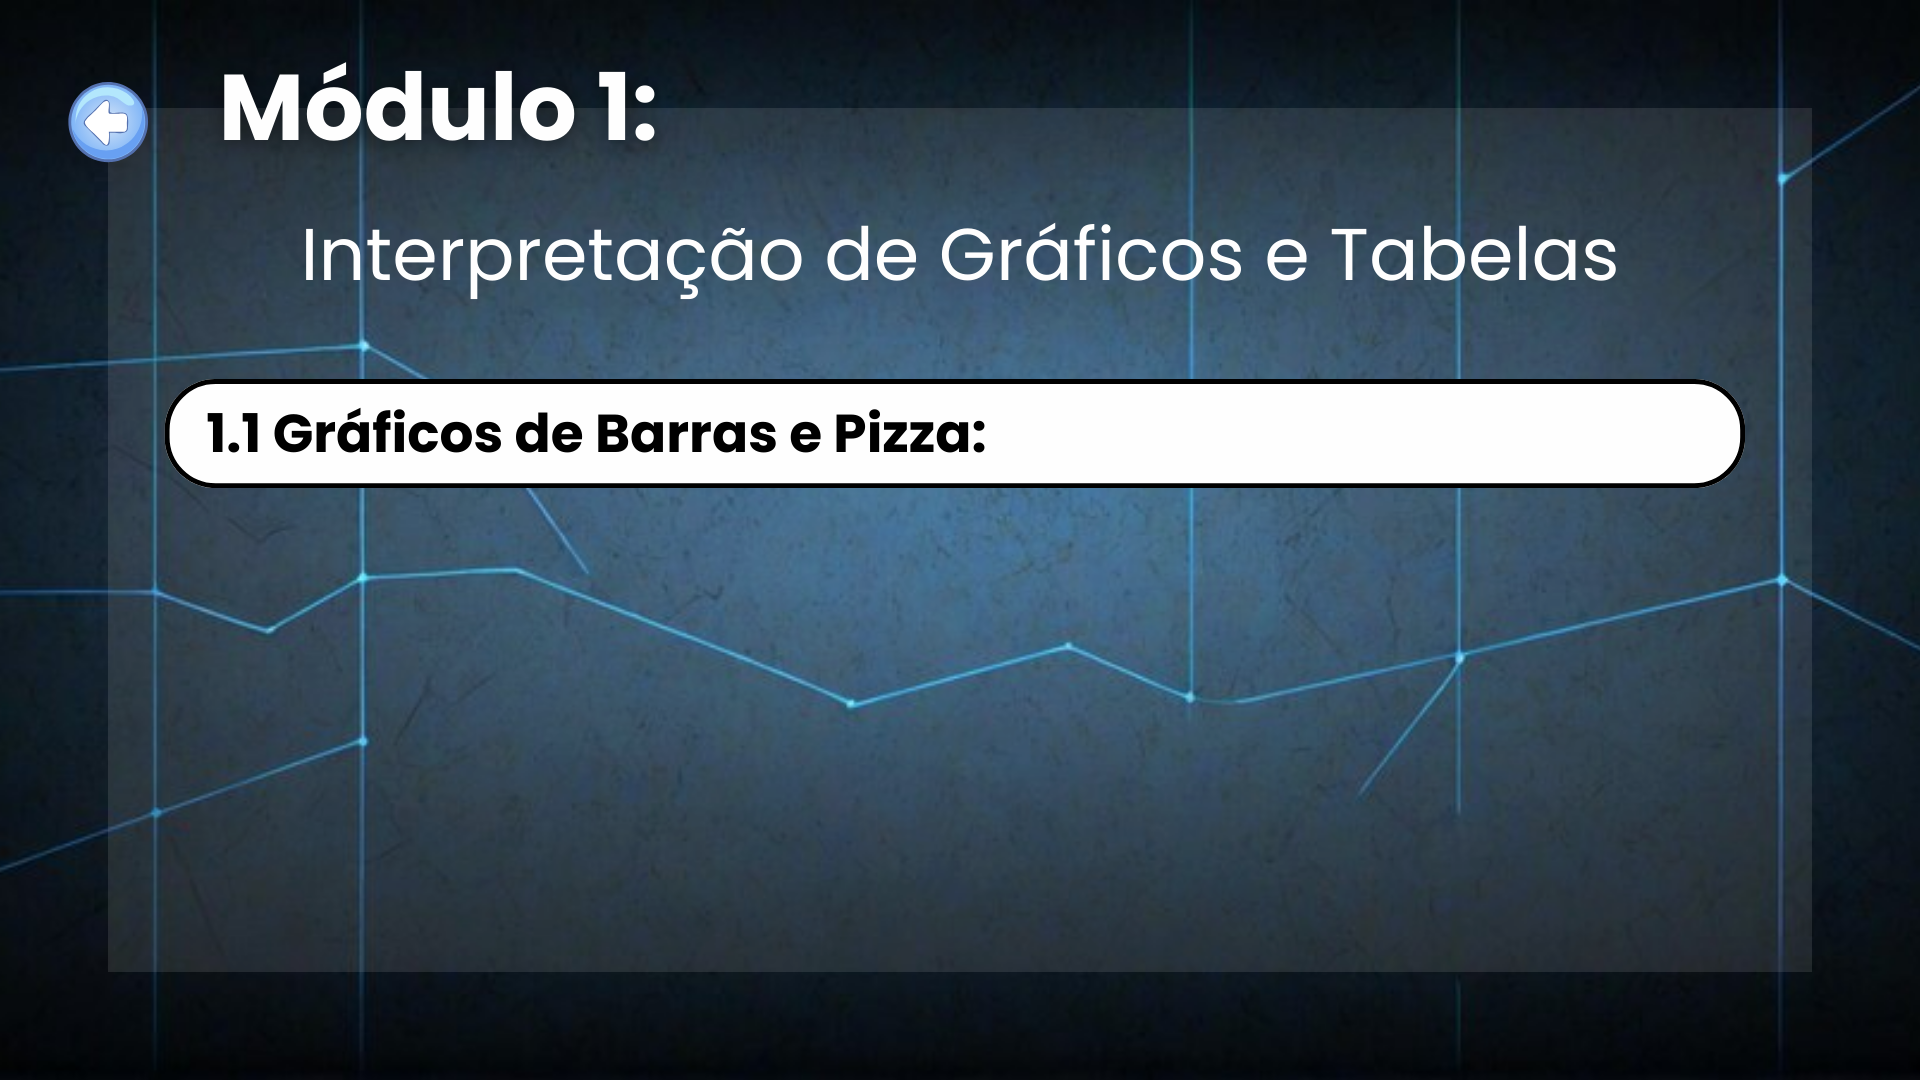 Módulo 1:
Interpretação de Gráficos e Tabelas
1.1 Gráficos de Barras e Pizza: